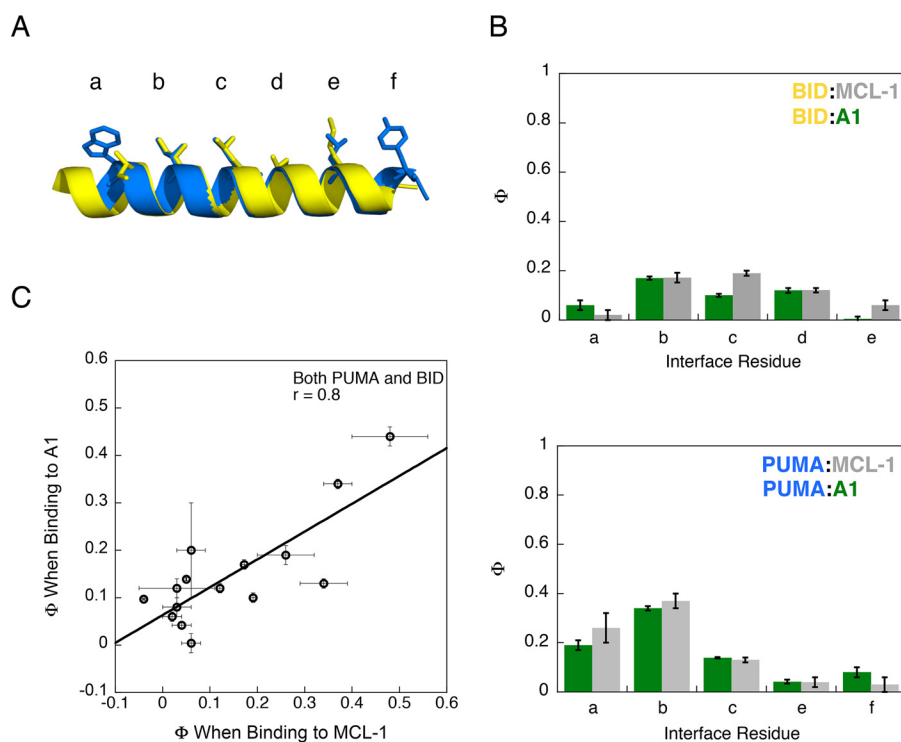 A
a b c d e f
B
1
0.8
0.6
0.4
0.2
0
Φ
BID:MCL-1
BID:A1
a b c d e
Interface Residue
C
0.6
0.5
0.4
0.3
0.2
0.1
0
-0.1
Φ When Binding to A1
Both PUMA and BID
r = 0.8
-0.1 0 0.1 0.2 0.3 0.4 0.5 0.6
Φ When Binding to MCL-1
1
0.8
0.6
0.4
0.2
0
Φ
PUMA:MCL-1
PUMA:A1
a b c e f
Interface Residue